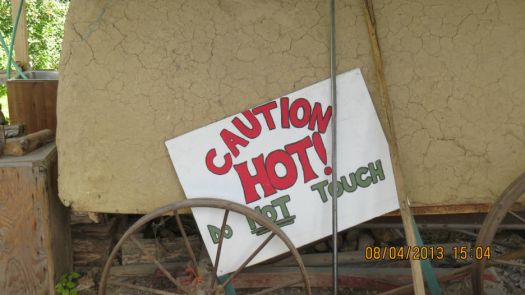 CAUTION
HOT!
DO NOT TOUCH
08/04/2013 15:04